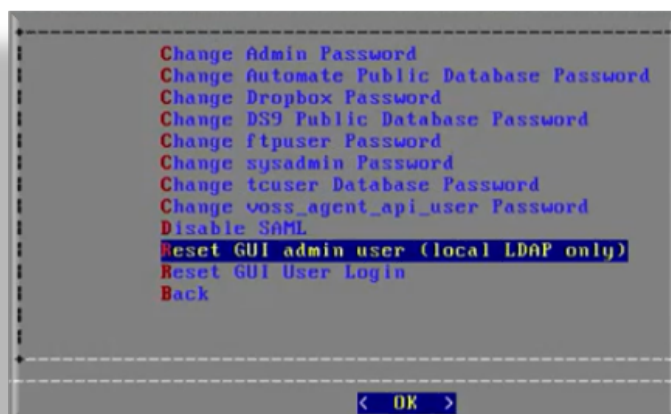 Change Admin Password
Change Automate Public Database Password
Change Dropbox Password
Change DS9 Public Database Password
Change ftpuser Password
Change sysadmin Password
Change tcuser Database Password
Change voss_agent_api_user Password
Disable SAML
Reset GUI admin user (local LDAP only)
Reset GUI User Login
Back
< OK >